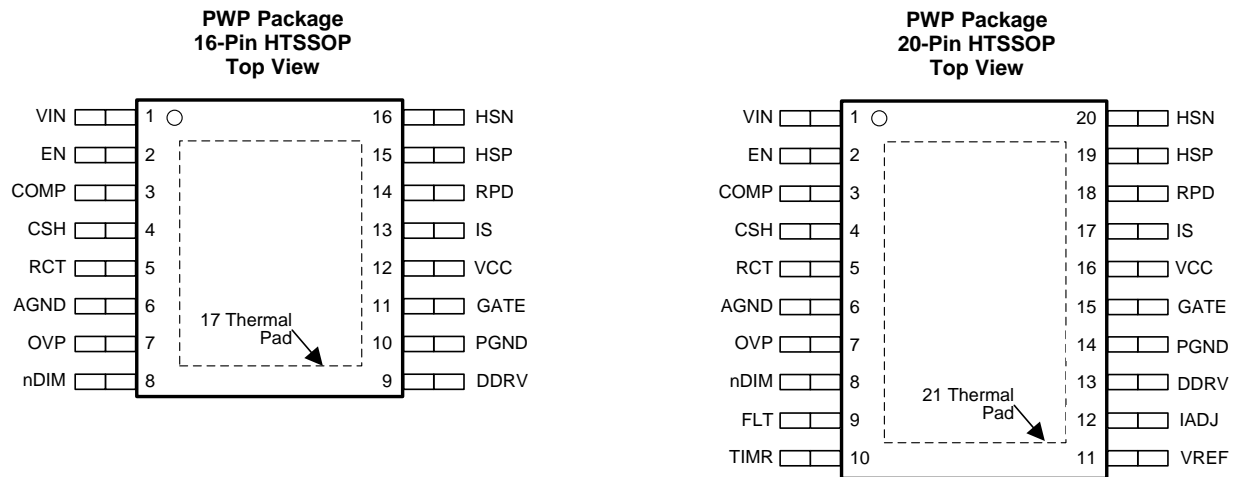 PWP Package
16-Pin HTSSOP
Top View
VIN 1 16 HSN
EN 2 15 HSP
COMP 3 14 RPD
CSH 4 13 IS
RCT 5 12 VCC
AGND 6 11 GATE
OVP 7 10 PGND
nDIM 8 9 DDRV
17 Thermal
Pad
PWP Package
20-Pin HTSSOP
Top View
VIN 1 20 HSN
EN 2 19 HSP
COMP 3 18 RPD
CSH 4 17 IS
RCT 5 16 VCC
AGND 6 15 GATE
OVP 7 14 PGND
nDIM 8 13 DDRV
FLT 9 12 IADJ
TIMR 10 11 VREF
21 Thermal
Pad